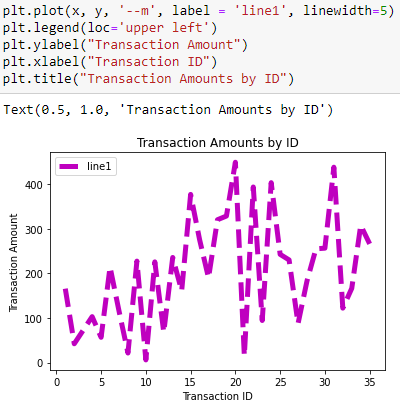 plt.plot(x, y, '--m', label = 'line1', linewidth=5)
plt.legend(loc='upper left')
plt.ylabel("Transaction Amount")
plt.xlabel("Transaction ID")
plt.title("Transaction Amounts by ID")
Text(0.5, 1.0, 'Transaction Amounts by ID')
Transaction Amounts by ID
line1
400
300
200
100
0
Transaction Amount
0 5 10 15 20 25 30 35
Transaction ID